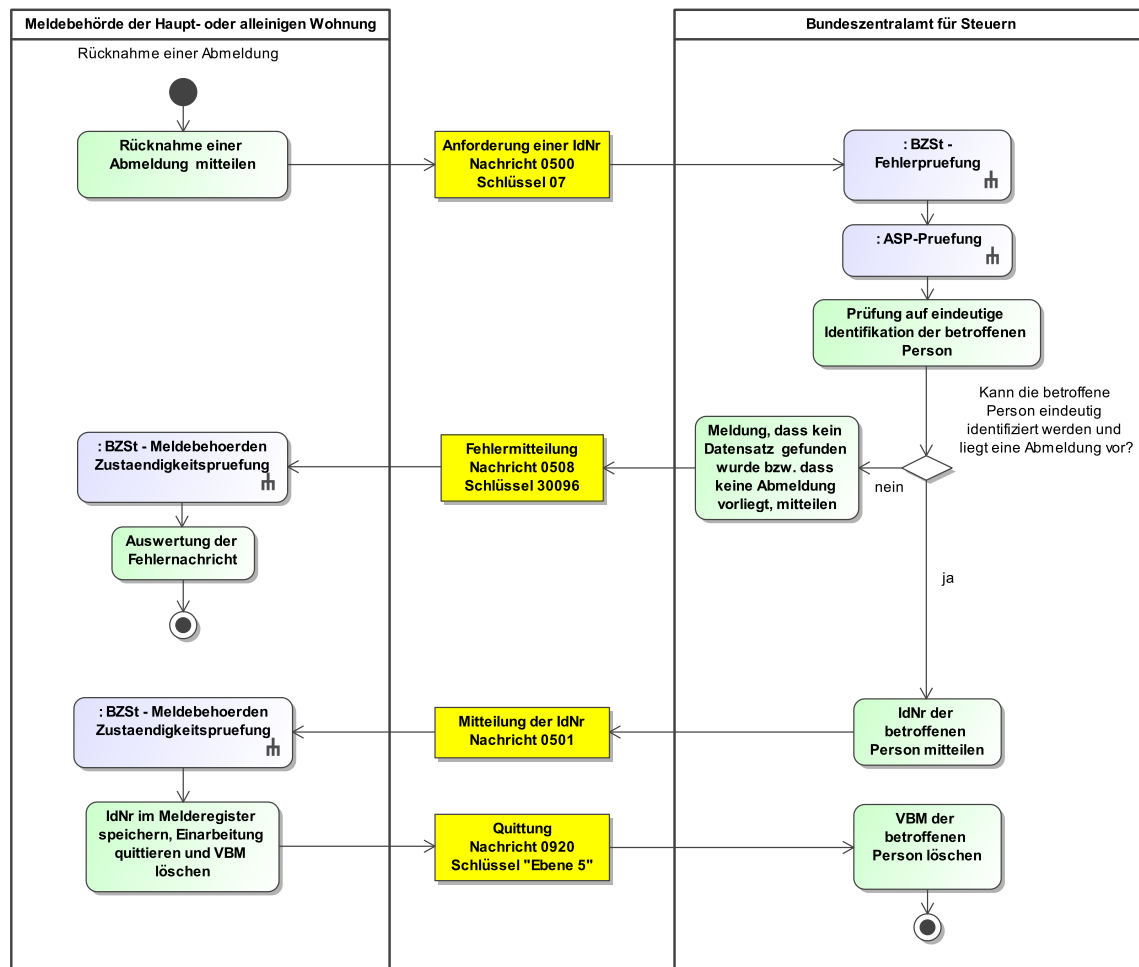 Meldebehörde der Haupt- oder alleinigen Wohnung
Bundeszentralamt für Steuern
Rücknahme einer Abmeldung
Rücknahme einer
Abmeldung mitteilen
Anforderung einer IdNr
Nachricht 0500
Schlüssel 07
: BZSt -
Fehlerpruefung
: ASP-Pruefung
Prüfung auf eindeutige
Identifikation der betroffenen
Person
Kann die betroffene
Person eindeutig
identifiziert werden und
liegt eine Abmeldung vor?
nein
Meldung, dass kein
Datensatz gefunden
wurde bzw. dass
keine Abmeldung
vorliegt, mitteilen
Fehlermitteilung
Nachricht 0508
Schlüssel 30096
: BZSt - Meldebehoerden
Zustaendigkeitspruefung
Auswertung der
Fehlernachricht
ja
IdNr der
betroffenen
Person mitteilen
Mitteilung der IdNr
Nachricht 0501
: BZSt - Meldebehoerden
Zustaendigkeitspruefung
IdNr im Melderegister
speichern, Einarbeitung
quittieren und VBM
löschen
Quittung
Nachricht 0920
Schlüssel "Ebene 5"
VBM der
betroffenen
Person löschen